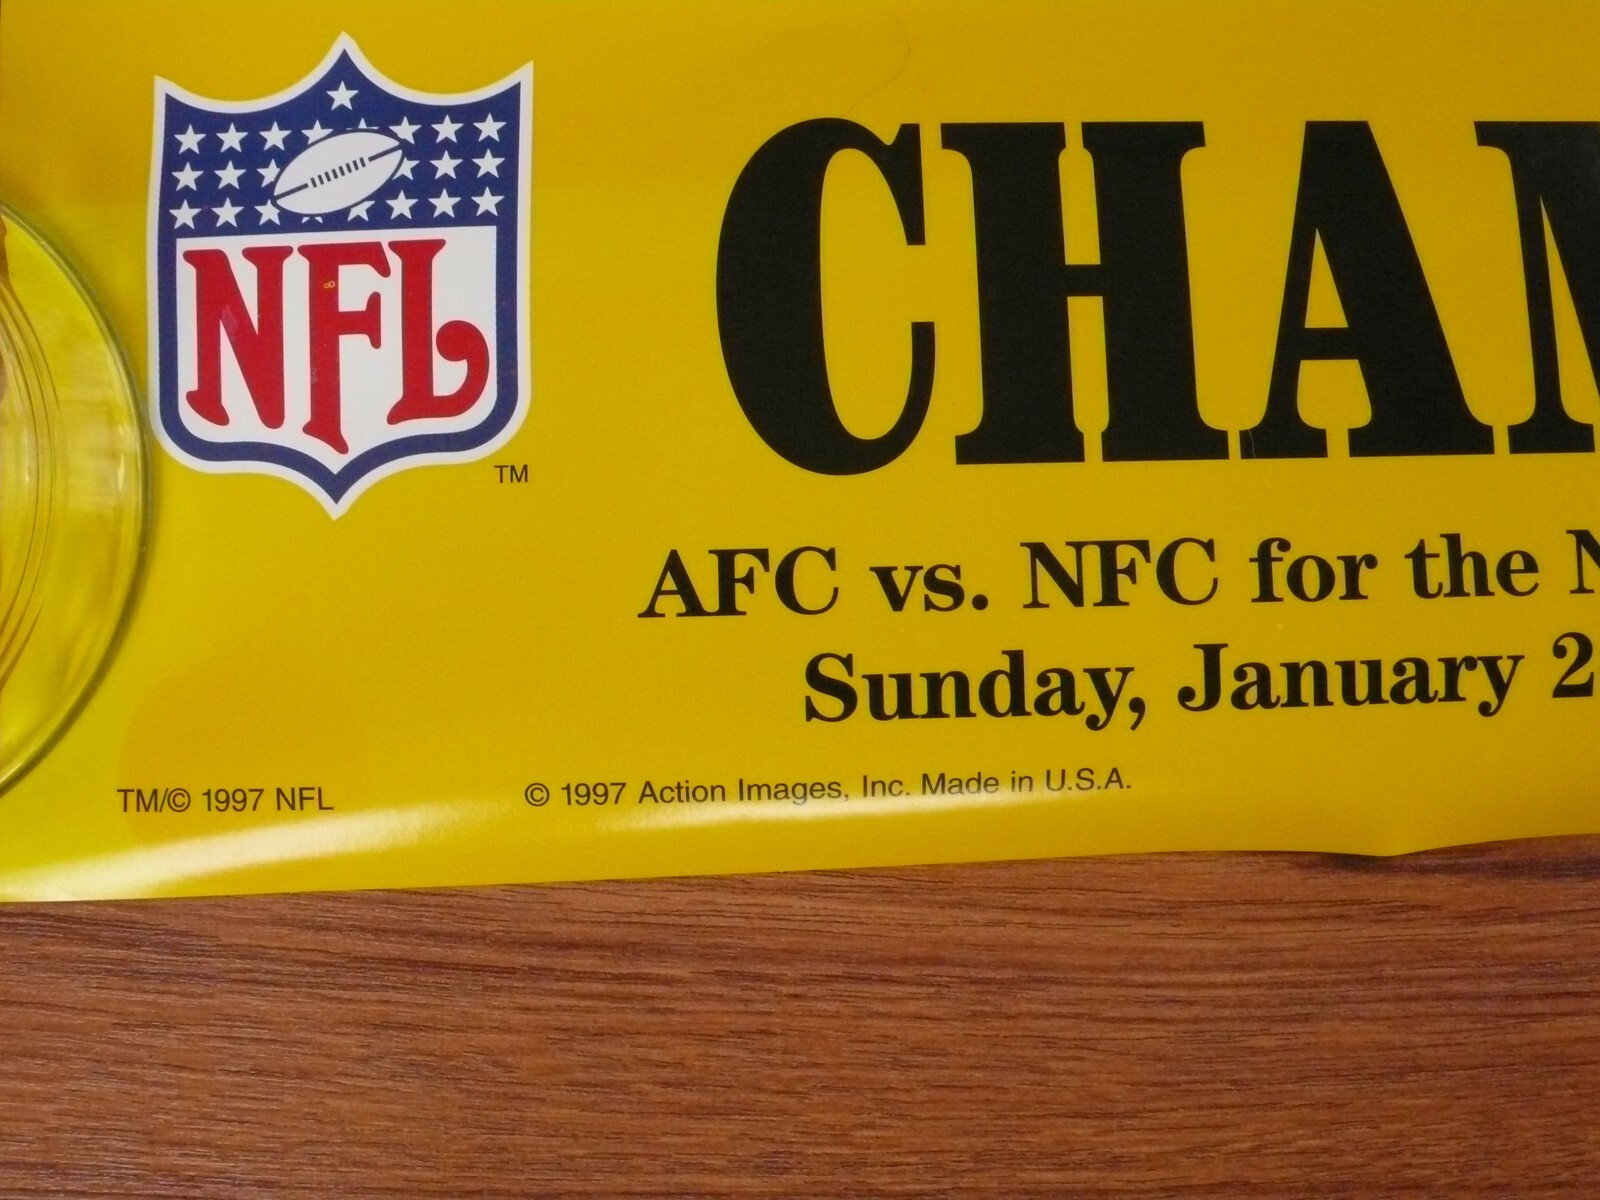 NFL
TM
CHAM
AFC vs. NFC for the N
Sunday, January 2
TM/© 1997 NFL
© 1997 Action Images, Inc. Made in U.S.A.